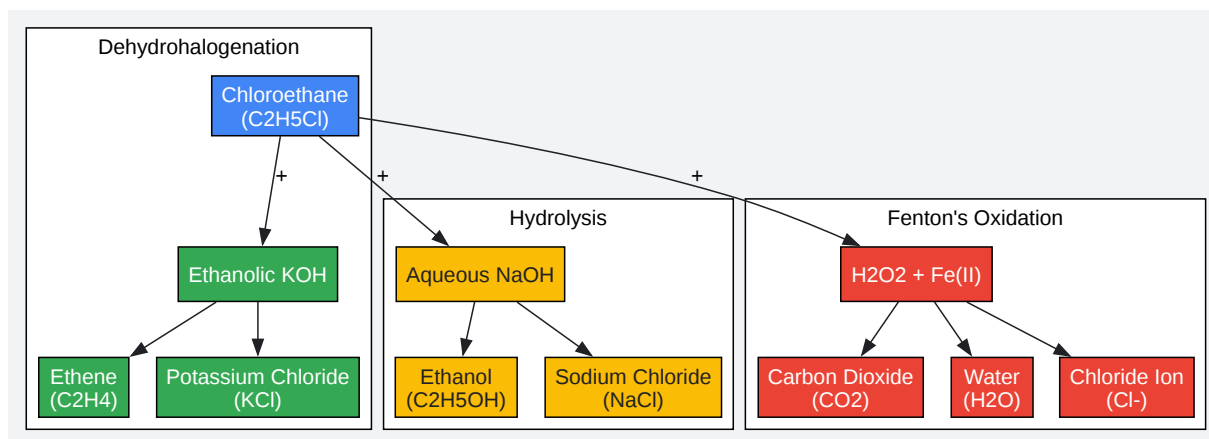 Dehydrohalogenation
Chloroethane
(C2H5Cl)
+
+
+
Hydrolysis
Fenton's Oxidation
Ethanolic KOH
Aqueous NaOH
H2O2 + Fe(II)
Ethene
(C2H4)
Potassium Chloride
(KCl)
Ethanol
(C2H5OH)
Sodium Chloride
(NaCl)
Carbon Dioxide
(CO2)
Water
(H2O)
Chloride Ion
(Cl-)